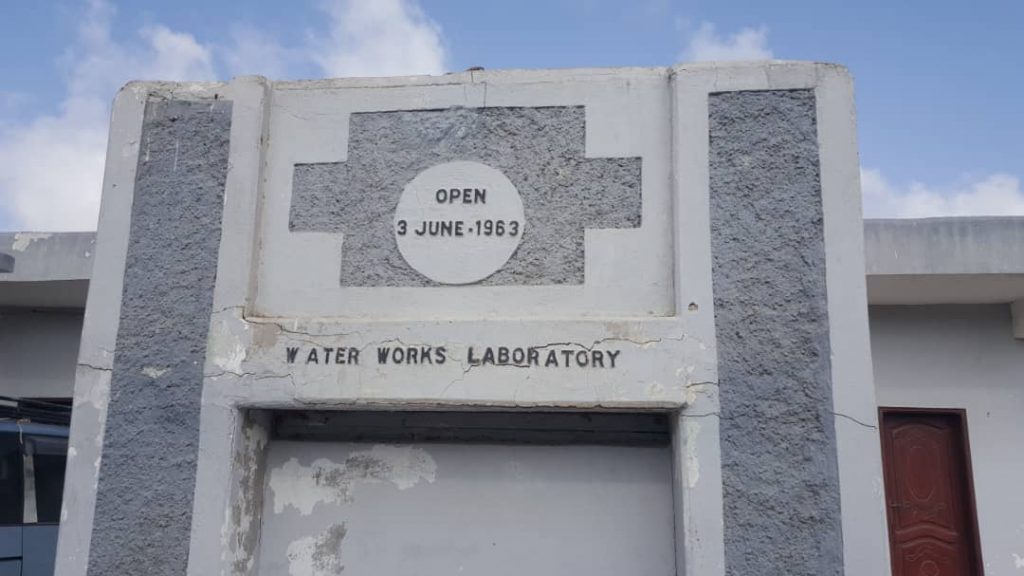 OPEN
3 JUNE-1963
WATER WORKS LABORATORY